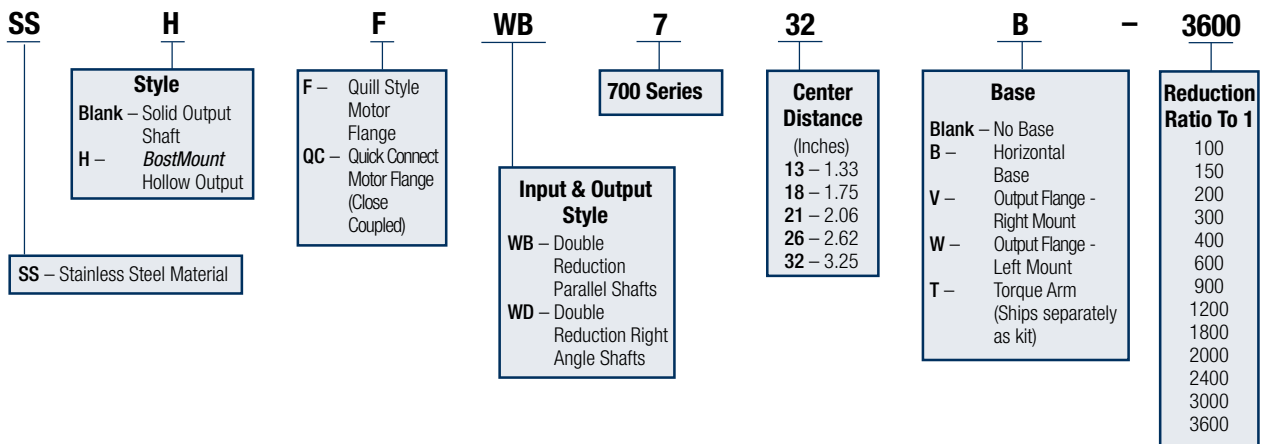 SS H F WB 7 32 B – 3600
Style
Blank – Solid Output
Shaft
H – BostMount
Hollow Output
SS – Stainless Steel Material
F – Quill Style
Motor
Flange
QC – Quick Connect
Motor Flange
(Close
Coupled)
Input & Output
Style
WB – Double
Reduction
Parallel Shafts
WD – Double
Reduction Right
Angle Shafts
700 Series
Center
Distance
(Inches)
13 – 1.33
18 – 1.75
21 – 2.06
26 – 2.62
32 – 3.25
Base
Blank – No Base
B – Horizontal
Base
V – Output Flange -
Right Mount
W – Output Flange -
Left Mount
T – Torque Arm
(Ships separately
as kit)
Reduction
Ratio To 1
100
150
200
300
400
600
900
1200
1800
2000
2400
3000
3600